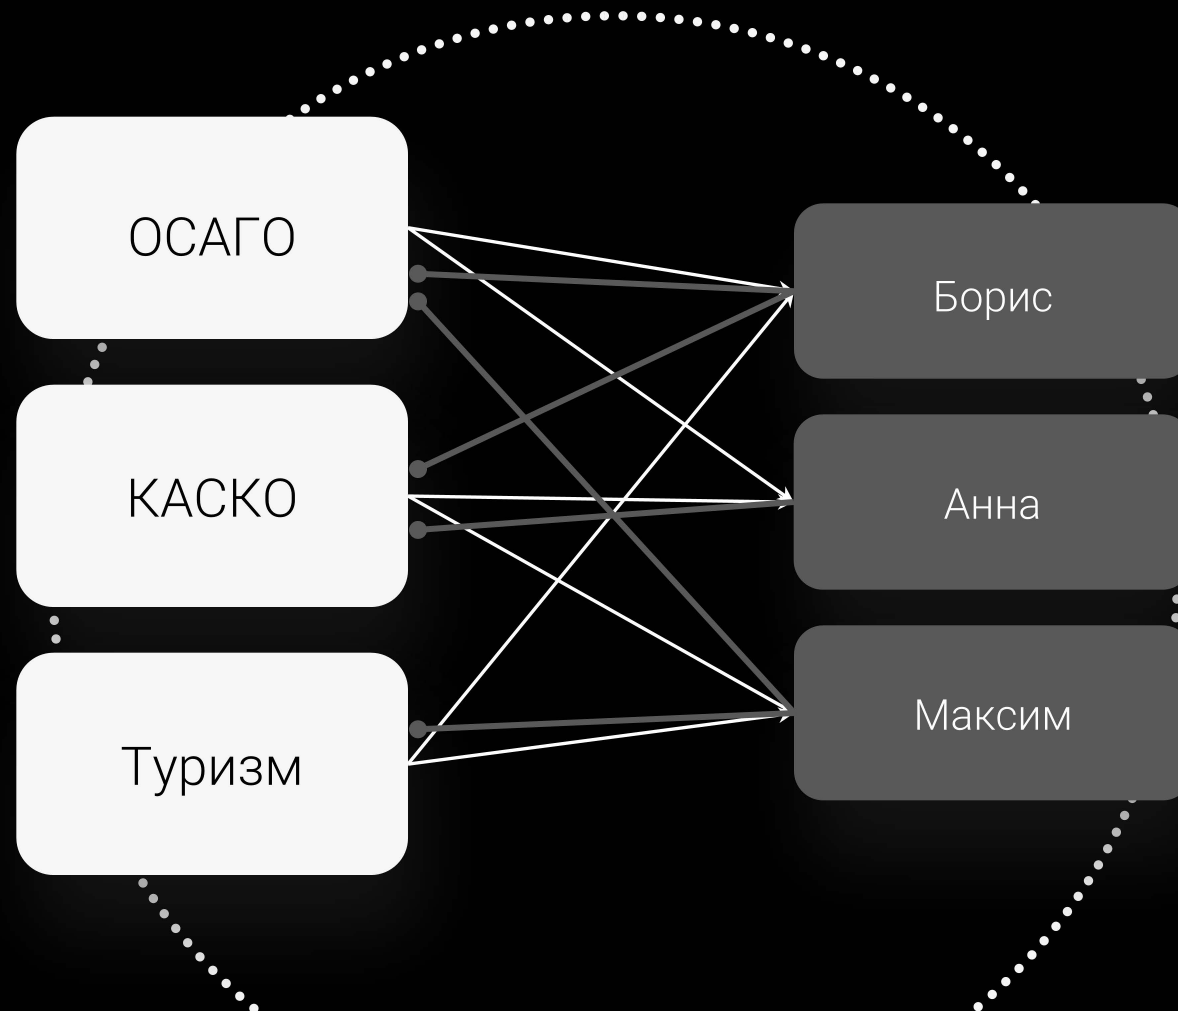 ОСАГО
Борис
КАСКО
Анна
Туризм
Максим